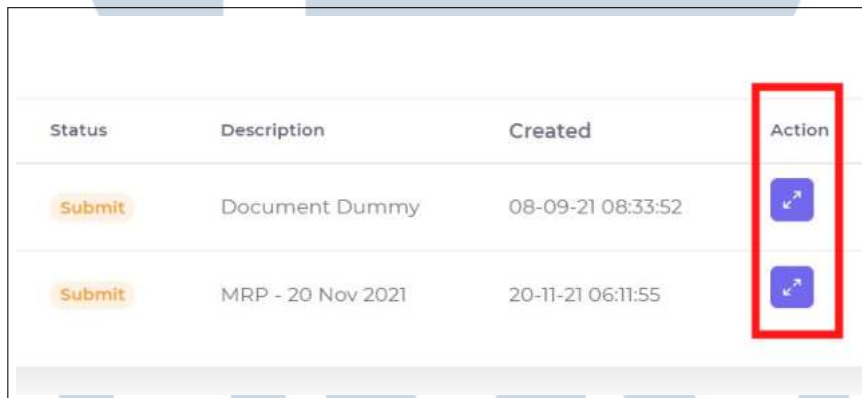 Status Description Created Action
Submit Document Dummy 08-09-21 08:33:52
Submit MRP - 20 Nov 2021 20-11-21 06:11:55